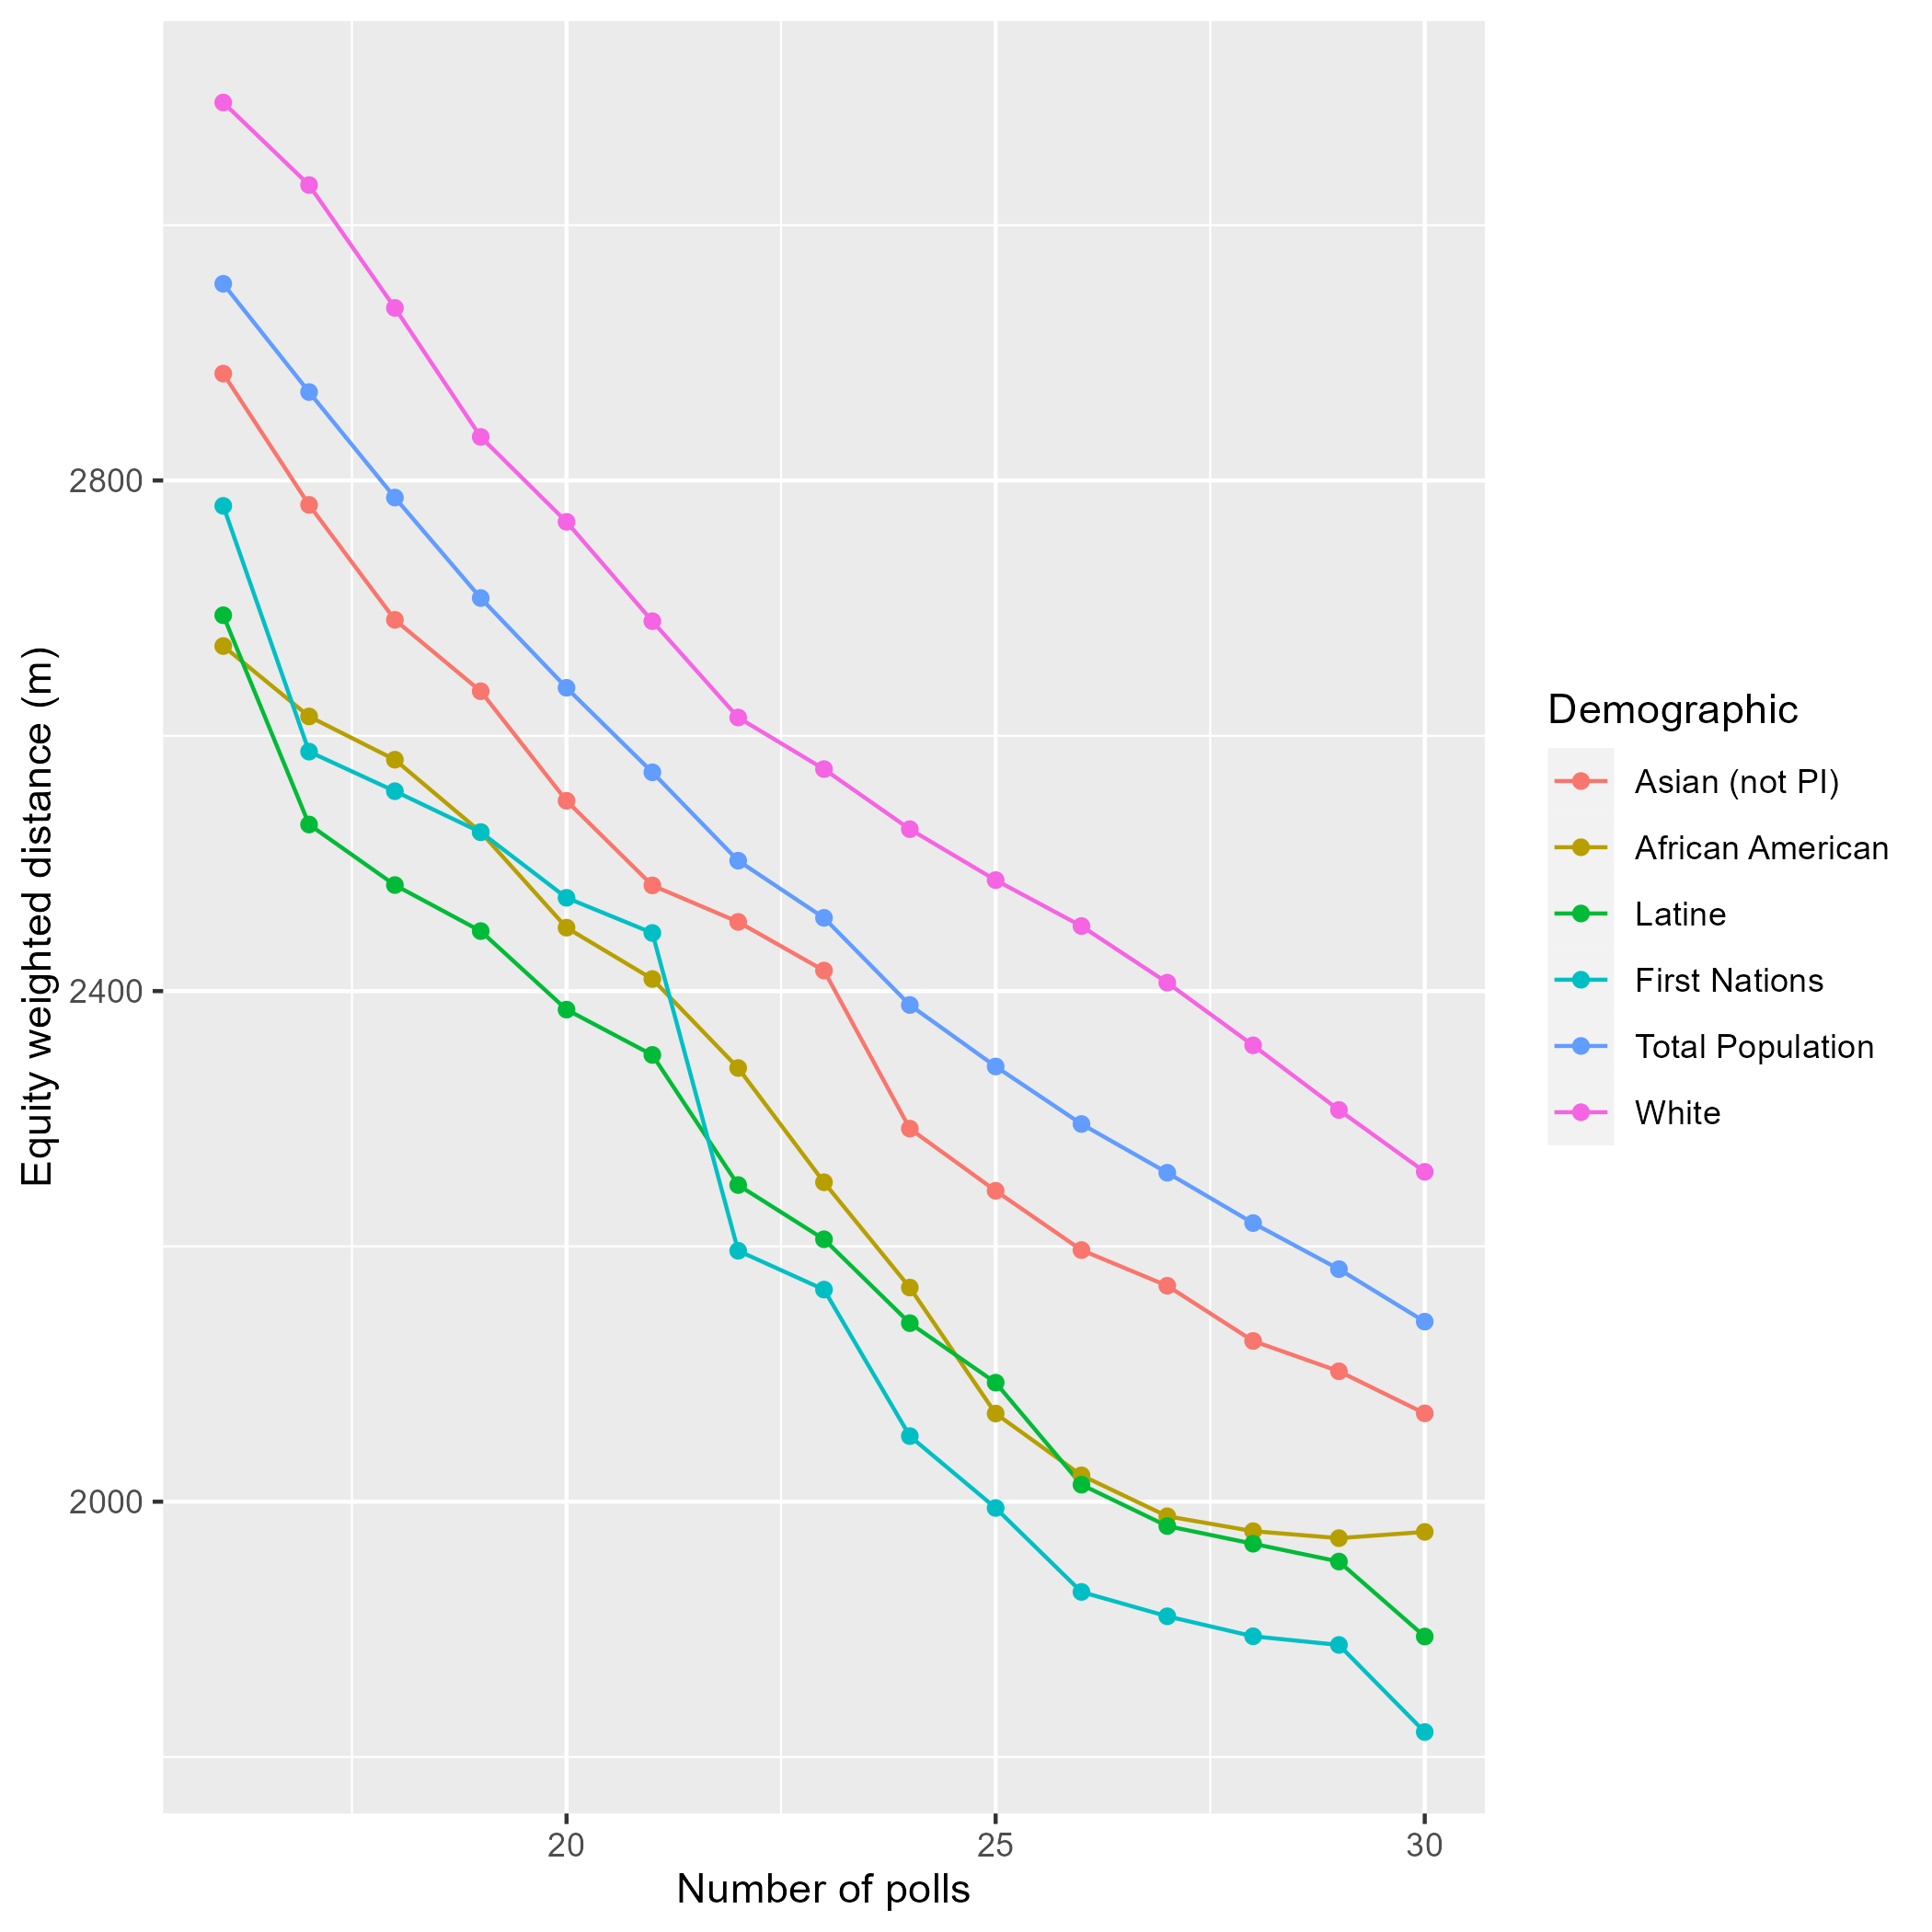 Equity weighted distance (m)
2800
2400
2000
20
25
30
Number of polls
Demographic
Asian (not PI)
African American
Latine
First Nations
Total Population
White